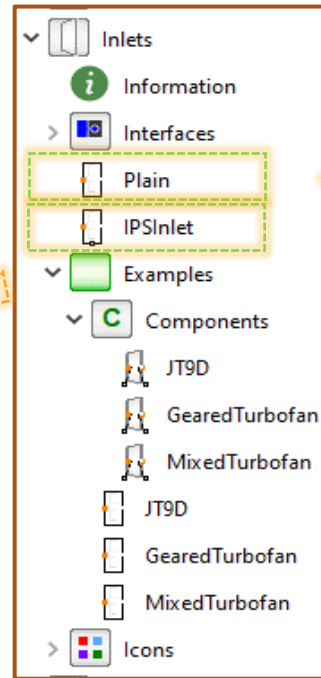 Inlets
Information
Interfaces
Plain
IPSInlet
Examples
C Components
JT9D
GearedTurbofan
MixedTurbofan
JT9D
GearedTurbofan
MixedTurbofan
Icons